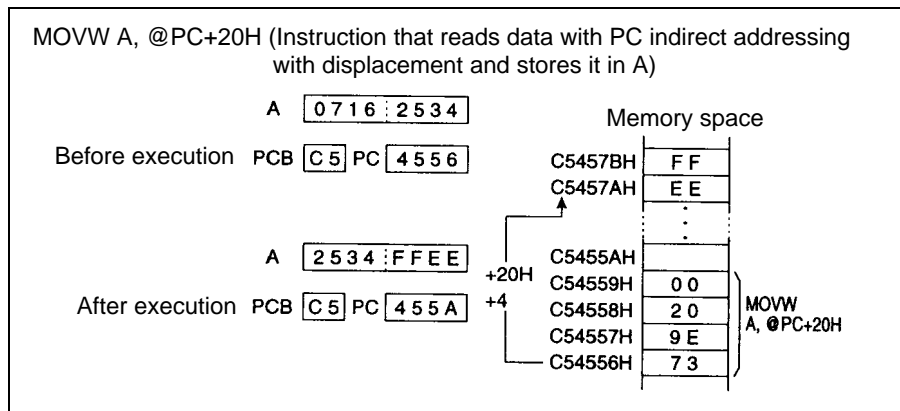 MOVW A, @PC+20H (Instruction that reads data with PC indirect addressing
with displacement and stores it in A)
A 0716 2534
Memory space
Before execution PCB C5 PC 4556
C5457BH FF
C5457AH EE
C5455AH
A 2534 FFEE
+20H
C54559H 00
After execution PCB C5 PC 455A
+4
C54558H 20
MOVW
A, @PC+20H
C54557H 9E
C54556H 73